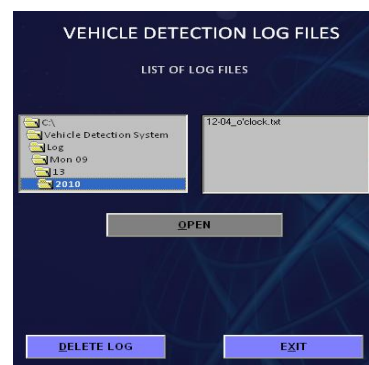 VEHICLE DETECTION LOG FILES
LIST OF LOG FILES
C:\
Vehicle Detection System
Log
Mon 09
13
2010
12-04_o'clock.txt
OPEN
DELETE LOG
EXIT